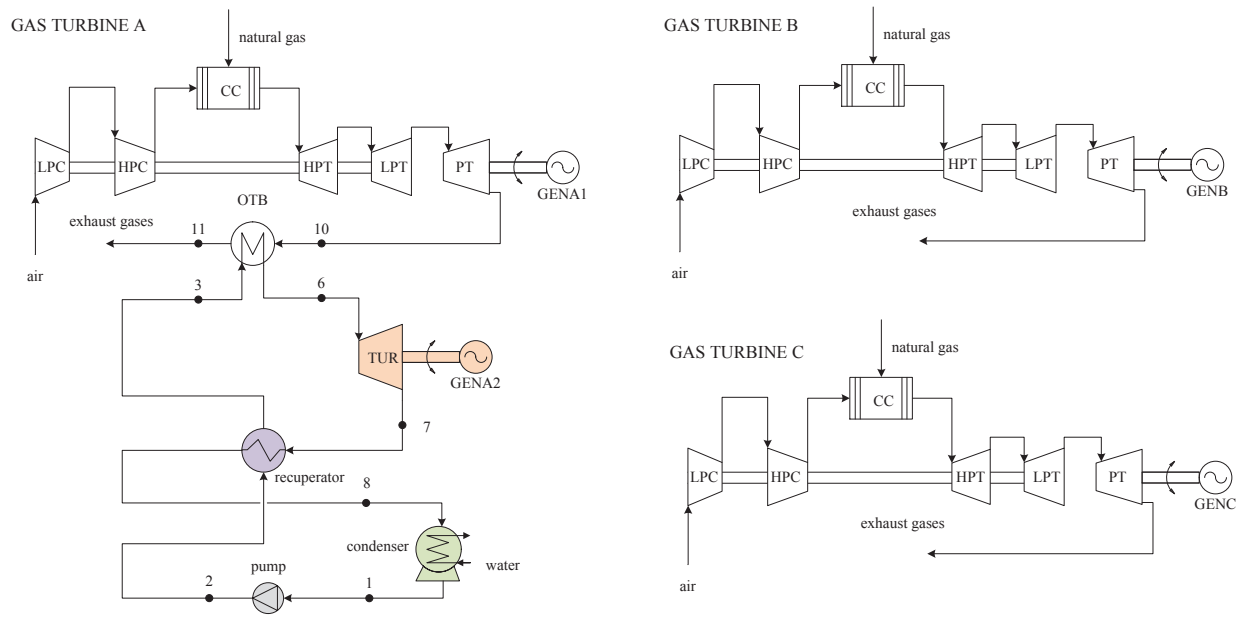 GAS TURBINE A
natural gas
CC
LPC
HPC
HPT
LPT
PT
GENA1
OTB
exhaust gases
11
10
air
3
6
TUR
GENA2
7
recuperator
8
condenser
water
pump
2
1
GAS TURBINE B
natural gas
CC
LPC
HPC
HPT
LPT
PT
GENB
exhaust gases
air
GAS TURBINE C
natural gas
CC
LPC
HPC
HPT
LPT
PT
GENC
exhaust gases
air